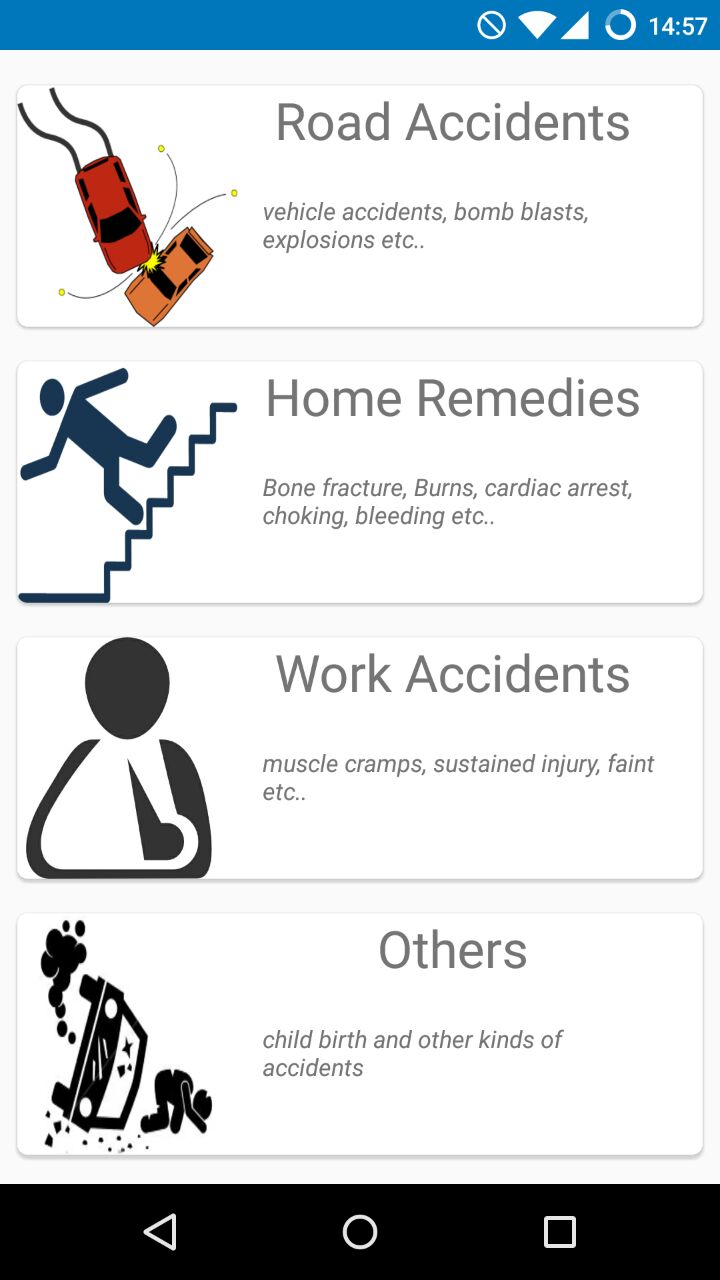 14:57
Road Accidents
vehicle accidents, bomb blasts,
explosions etc..
Home Remedies
Bone fracture, Burns, cardiac arrest,
choking, bleeding etc..
Work Accidents
muscle cramps, sustained injury, faint
etc..
Others
child birth and other kinds of
accidents